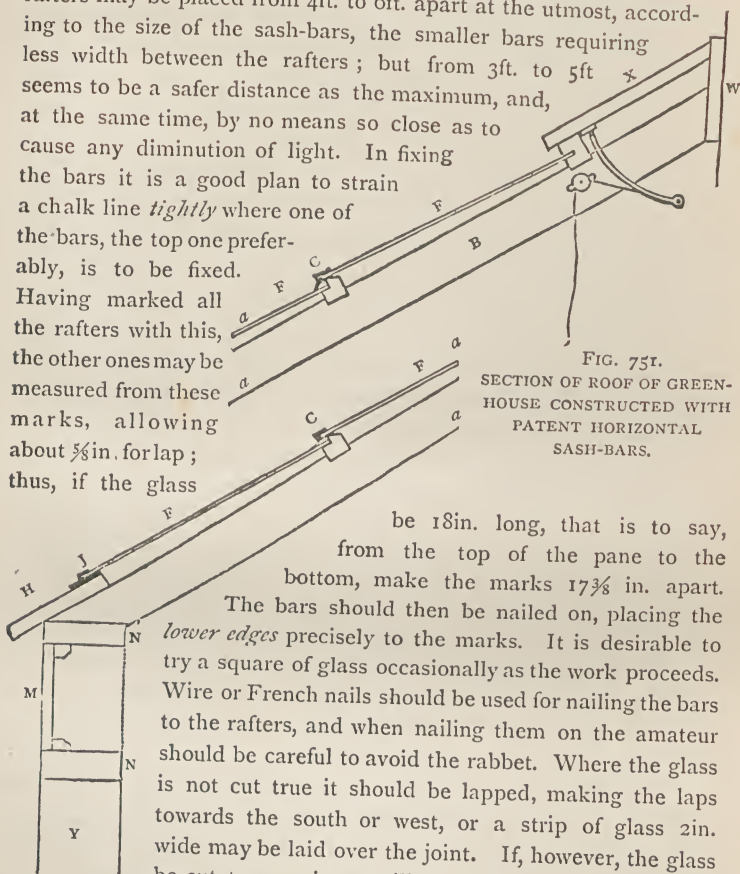 rafters may be placed from 4ft. to 6ft. apart at the utmost, accord-
ing to the size of the sash-bars, the smaller bars requiring
less width between the rafters; but from 3ft. to 5ft
seems to be a safer distance as the maximum, and,
at the same time, by no means so close as to
cause any diminution of light. In fixing
the bars it is a good plan to strain
a chalk line tightly where one of
the bars, the top one prefer-
ably, is to be fixed.
Having marked all
the rafters with this,
the other ones may be
measured from these
marks, allowing
about ⅝in. for lap;
thus, if the glass
be 18in. long, that is to say,
from the top of the pane to the
bottom, make the marks 17⅜ in. apart.
The bars should then be nailed on, placing the
lower edges precisely to the marks. It is desirable to
try a square of glass occasionally as the work proceeds.
Wire or French nails should be used for nailing the bars
to the rafters, and when nailing them on the amateur
should be careful to avoid the rabbet. Where the glass
is not cut true it should be lapped, making the laps
towards the south or west, or a strip of glass 2in.
wide may be laid over the joint. If, however, the glass
X
W
F
B
C
F
a
a
FIG. 751.
SECTION OF ROOF OF GREEN-
HOUSE CONSTRUCTED WITH
PATENT HORIZONTAL
SASH-BARS.
a
F
a
C
F
J
H
N
M
N
Y